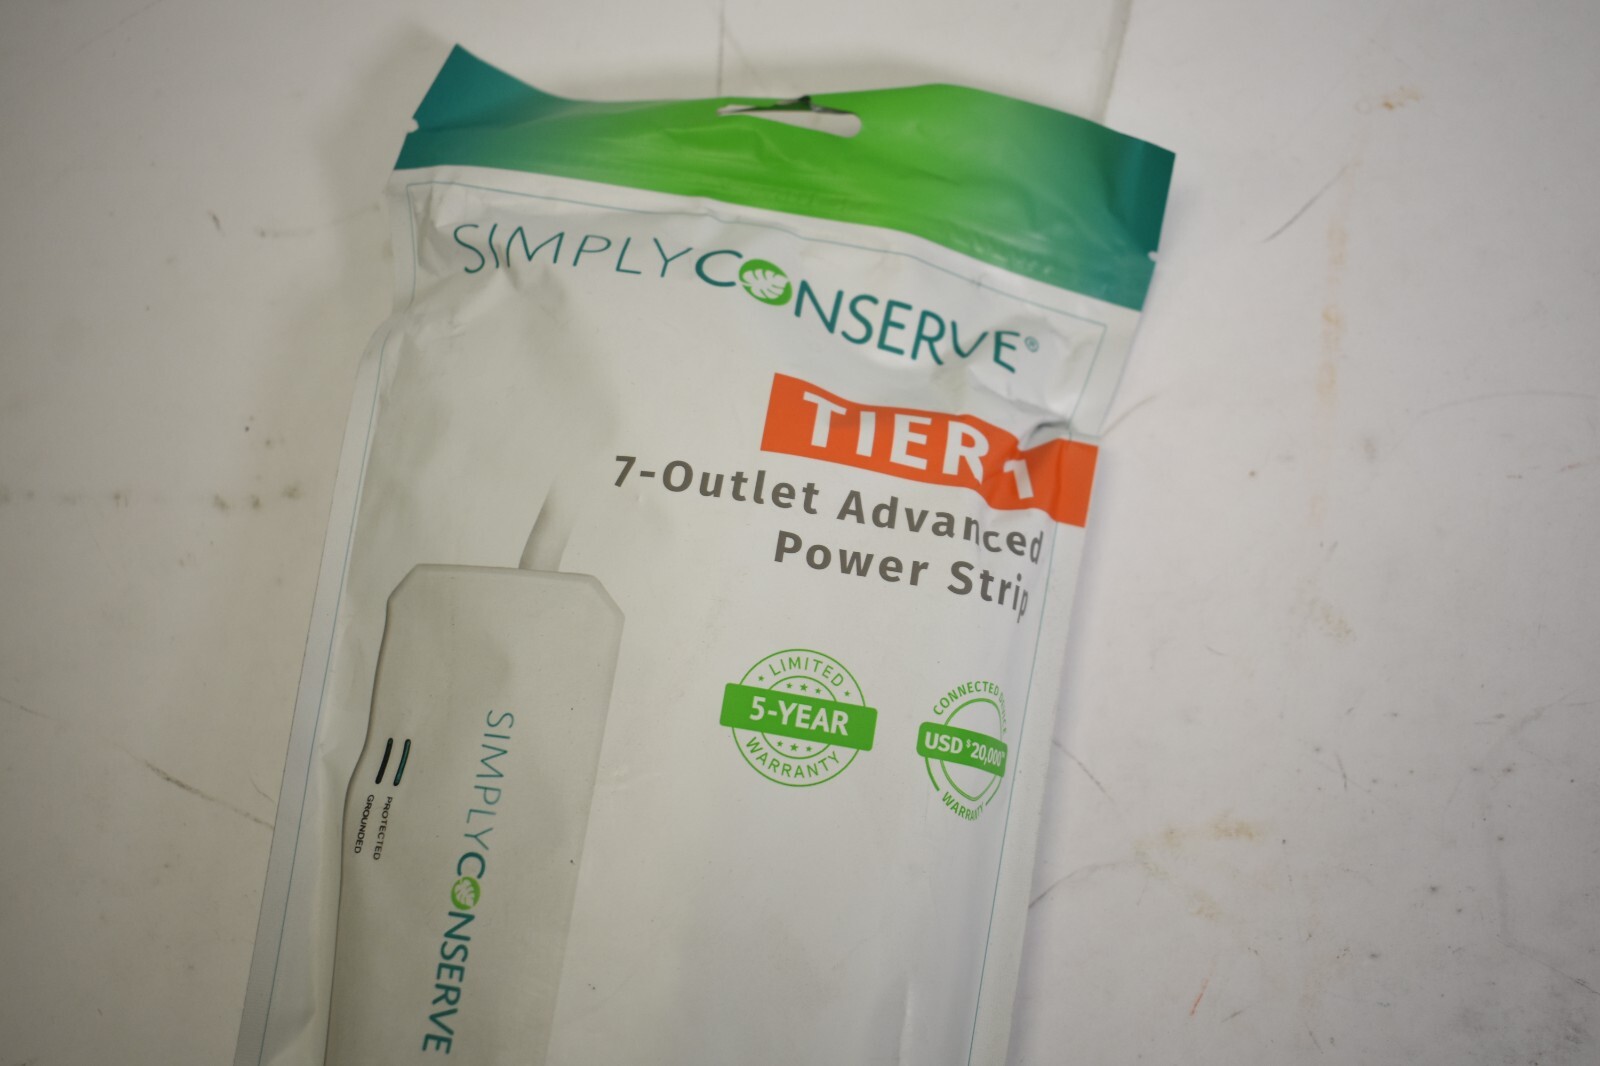 SIMPLYCONSERVE®
TIER 1
7-Outlet Advanced
Power Strip
LIMITED
5-YEAR
WARRANTY
CONNECTED
USD $20,000
WARRANTY
PROTECTED
GROUNDED
SIMPLYCONSERVE